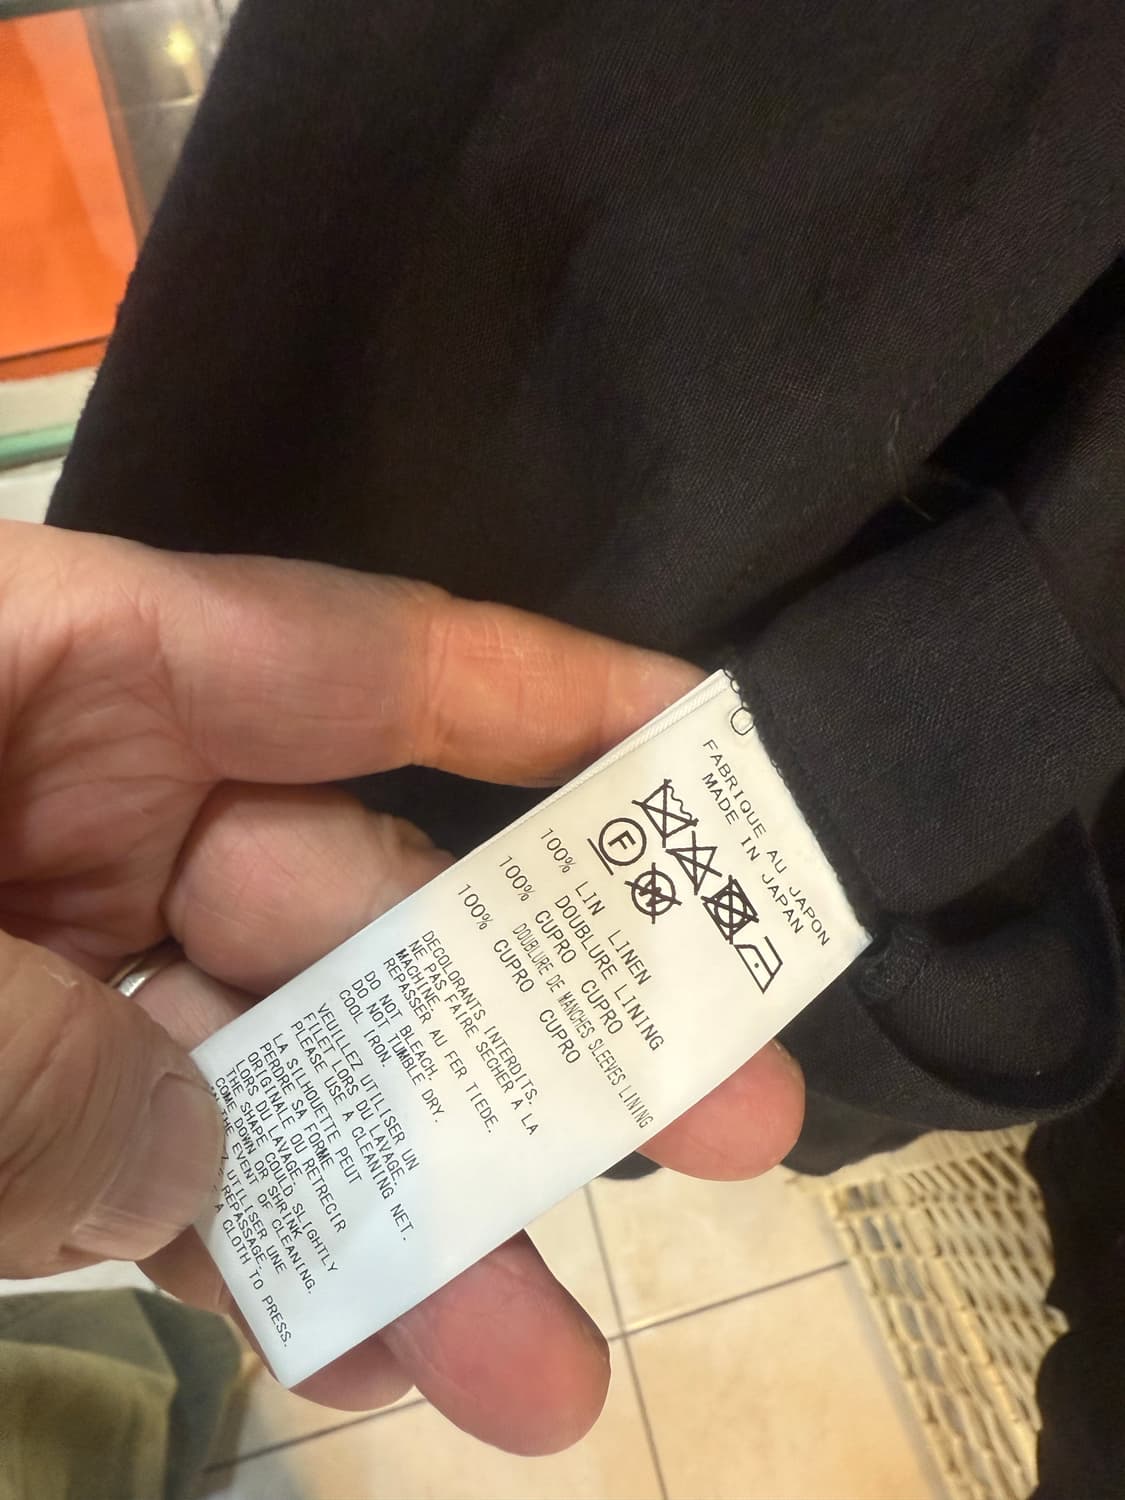 FABRIQUE AU JAPON
MADE IN JAPAN
F
100% LIN LINEN
DOUBLURE LINING
100% CUPRO CUPRO
DOUBLURE DE MANCHES SLEEVES LINING
100% CUPRO CUPRO
DECOLORANTS INTERDITS.
NE PAS FAIRE SECHER A LA
MACHINE.
REPASSER AU FER TIEDE.
DO NOT BLEACH.
DO NOT TUMBLE DRY.
COOL IRON.
VEUILLEZ UTILISER UN
FILET LORS DU LAVAGE.
PLEASE USE A CLEANING NET.
LA SILHOUETTE PEUT
PERDRE SA FORME
ORIGINALE OU RETRECIR
LORS DU LAVAGE.
THE SHAPE COULD SLIGHTLY
COME DOWN OR SHRINK
THE EVENT OF CLEANING.
UTILISER UNE
REPASSAGE.
A CLOTH TO PRESS.